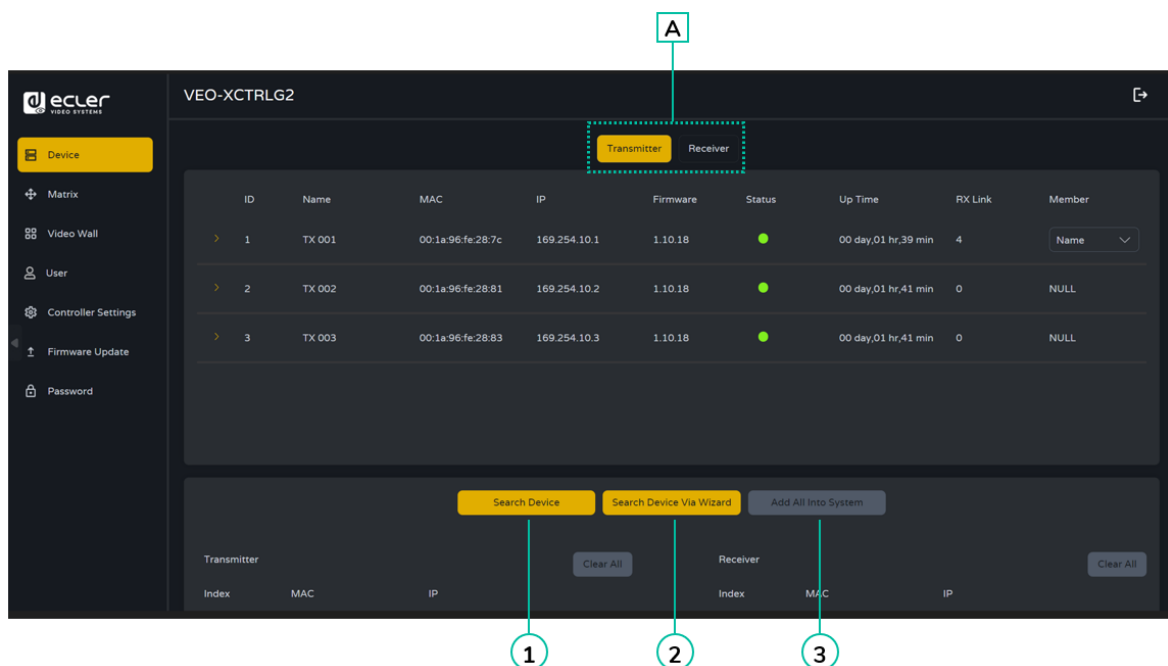 A
ecler
VIDEO SYSTEMS
VEO-XCTRLG2
Device
Matrix
Video Wall
User
Controller Settings
Firmware Update
Password
Transmitter Receiver
ID Name MAC IP Firmware Status Up Time RX Link Member
1 TX 001 00:1a:96:fe:28:7c 169.254.10.1 1.10.18 00 day,01 hr,39 min 4 Name
2 TX 002 00:1a:96:fe:28:81 169.254.10.2 1.10.18 00 day,01 hr,41 min 0 NULL
3 TX 003 00:1a:96:fe:28:83 169.254.10.3 1.10.18 00 day,01 hr,41 min 0 NULL
Search Device Search Device Via Wizard Add All Into System
Transmitter Clear All Receiver Clear All
Index MAC IP Index MAC IP
1 2 3